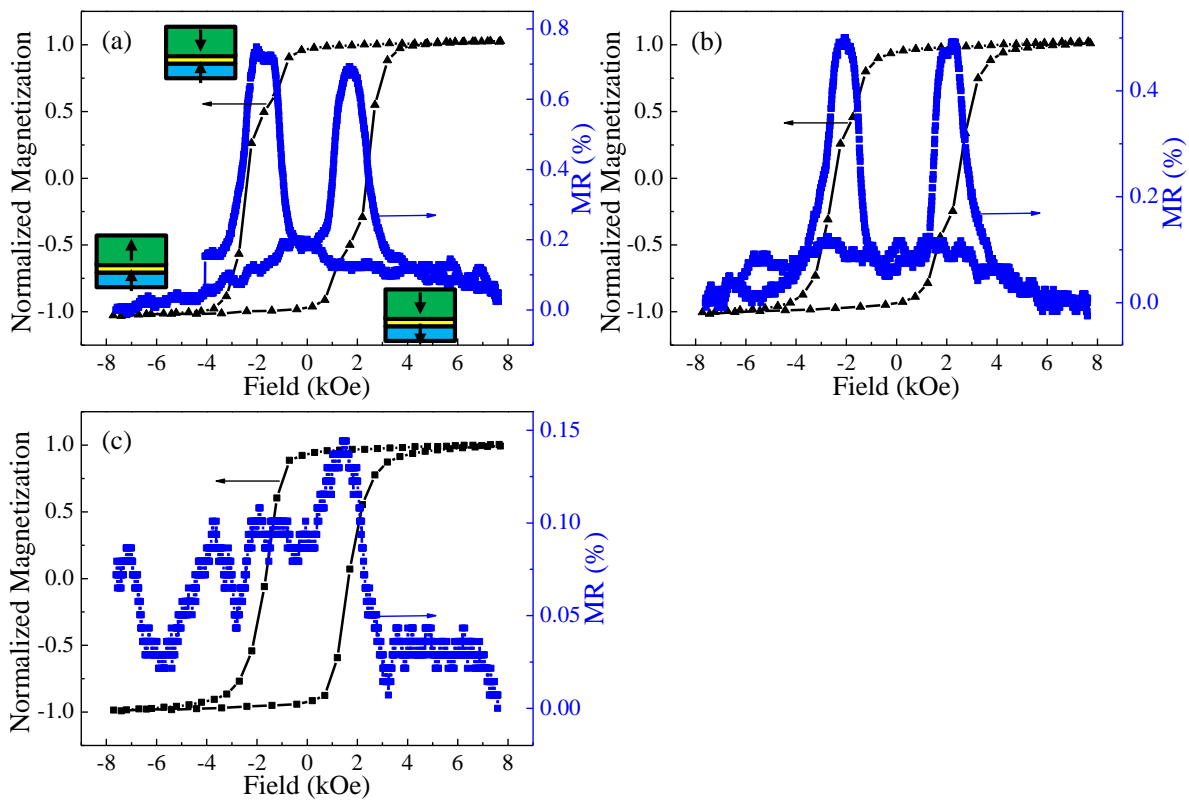 (a)
Normalized Magnetization
1.0
0.5
0.0
-0.5
-1.0
-8 -6 -4 -2 0 2 4 6 8
Field (kOe)
0.8
0.6
0.4
0.2
0.0
MR (%)
(b)
Normalized Magnetization
1.0
0.5
0.0
-0.5
-1.0
-8 -6 -4 -2 0 2 4 6 8
Field (kOe)
0.4
0.2
0.0
MR (%)
(c)
Normalized Magnetization
1.0
0.5
0.0
-0.5
-1.0
-8 -6 -4 -2 0 2 4 6 8
Field (kOe)
0.15
0.10
0.05
0.00
MR (%)